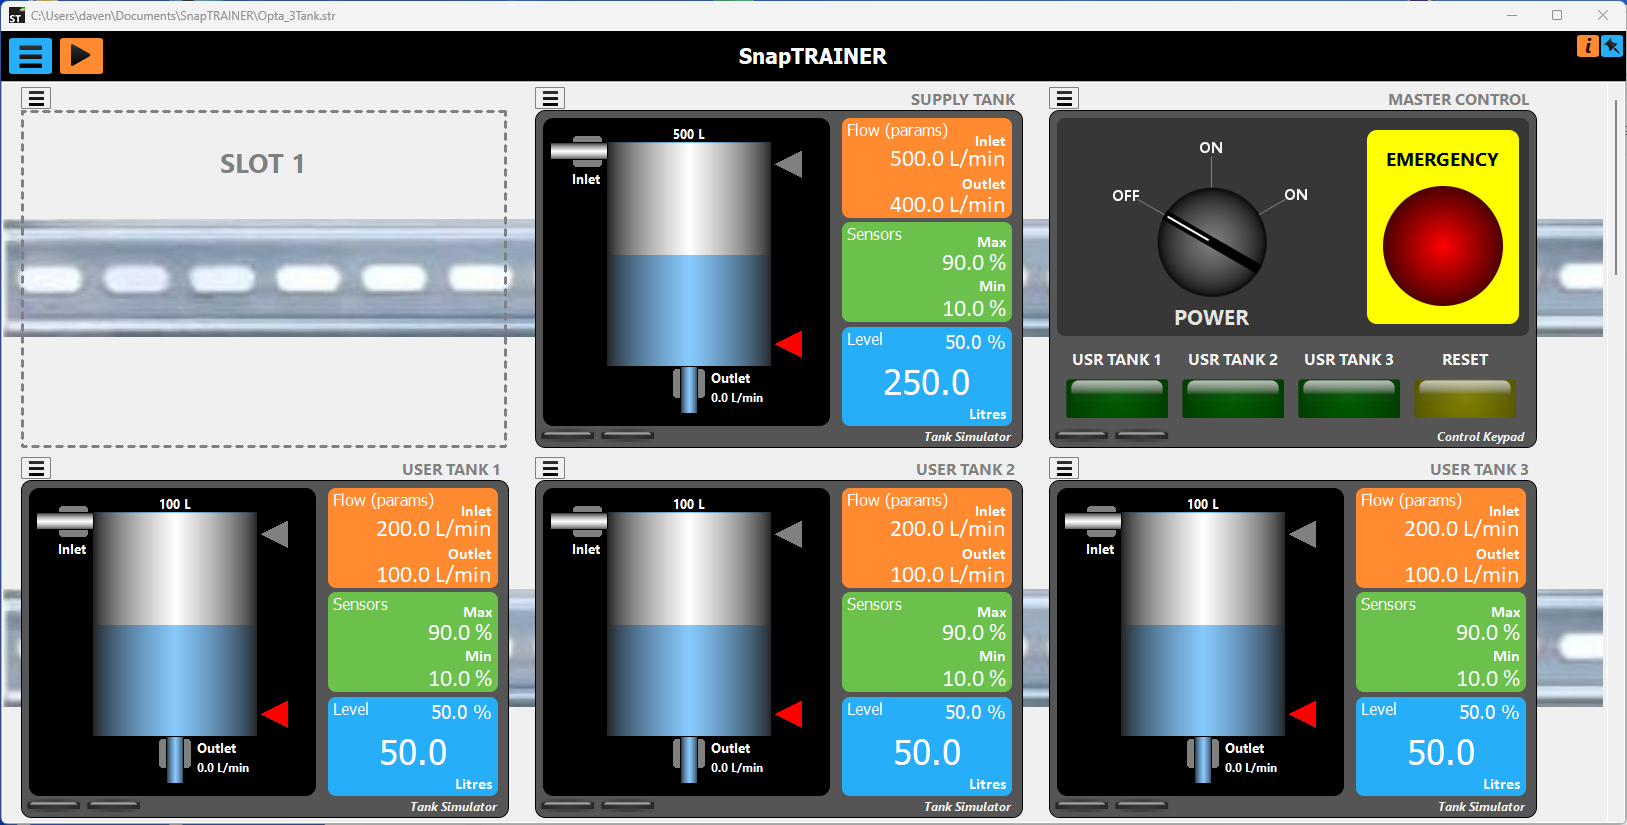 ST C:\Users\daven\Documents\SnapTRAINER\Opta_3Tank.str
SnapTRAINER
i
SLOT 1
SUPPLY TANK
500 L
Inlet
Outlet
0.0 L/min
Flow (params)
Inlet
500.0 L/min
Outlet
400.0 L/min
Sensors
Max
90.0 %
Min
10.0 %
Level 50.0 %
250.0
Litres
Tank Simulator
MASTER CONTROL
ON
OFF
ON
POWER
EMERGENCY
USR TANK 1
USR TANK 2
USR TANK 3
RESET
Control Keypad
USER TANK 1
100 L
Inlet
Outlet
0.0 L/min
Flow (params)
Inlet
200.0 L/min
Outlet
100.0 L/min
Sensors
Max
90.0 %
Min
10.0 %
Level 50.0 %
50.0
Litres
Tank Simulator
USER TANK 2
100 L
Inlet
Outlet
0.0 L/min
Flow (params)
Inlet
200.0 L/min
Outlet
100.0 L/min
Sensors
Max
90.0 %
Min
10.0 %
Level 50.0 %
50.0
Litres
Tank Simulator
USER TANK 3
100 L
Inlet
Outlet
0.0 L/min
Flow (params)
Inlet
200.0 L/min
Outlet
100.0 L/min
Sensors
Max
90.0 %
Min
10.0 %
Level 50.0 %
50.0
Litres
Tank Simulator